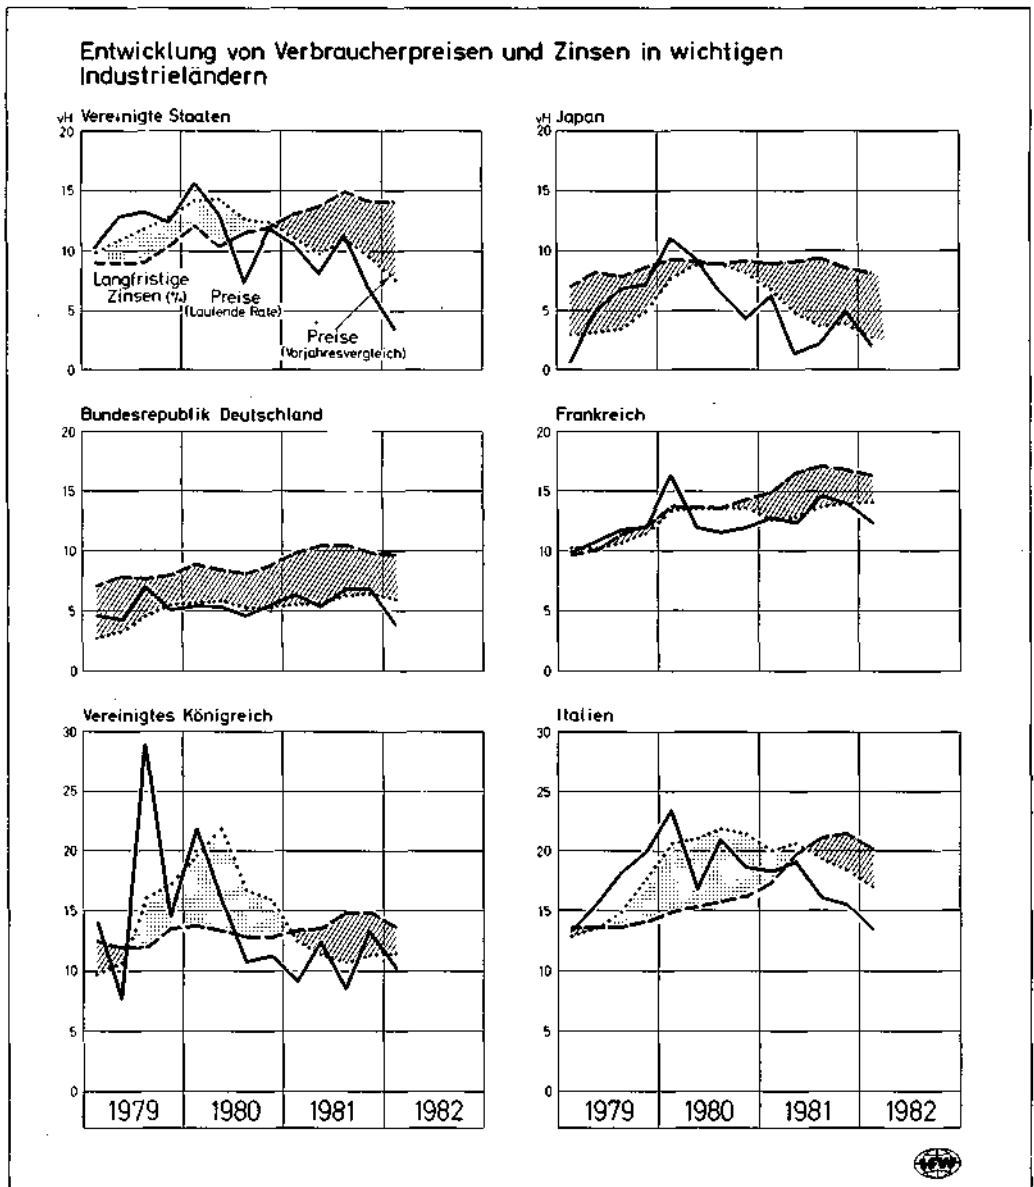 Entwicklung von Verbraucherpreisen und Zinsen in wichtigen
Industrieländern
vH Vereinigte Staaten
20
15
10
5
0
Langfristige
Zinsen (%)
Preise
(Laufende Rate)
Preise
(Vorjahresvergleich)
vH Japan
20
15
10
5
0
Bundesrepublik Deutschland
20
15
10
5
0
Frankreich
20
15
10
5
0
Vereinigtes Königreich
30
25
20
15
10
5
0
1979 1980 1981 1982
Italien
30
25
20
15
10
5
0
1979 1980 1981 1982